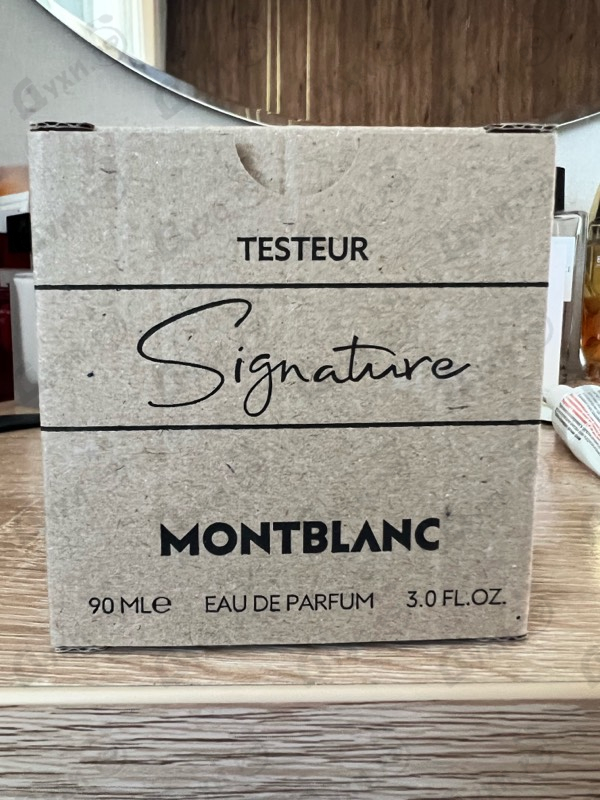 TESTEUR
Signature
MONTBLANC
90 MLe EAU DE PARFUM 3.0 FL.OZ.